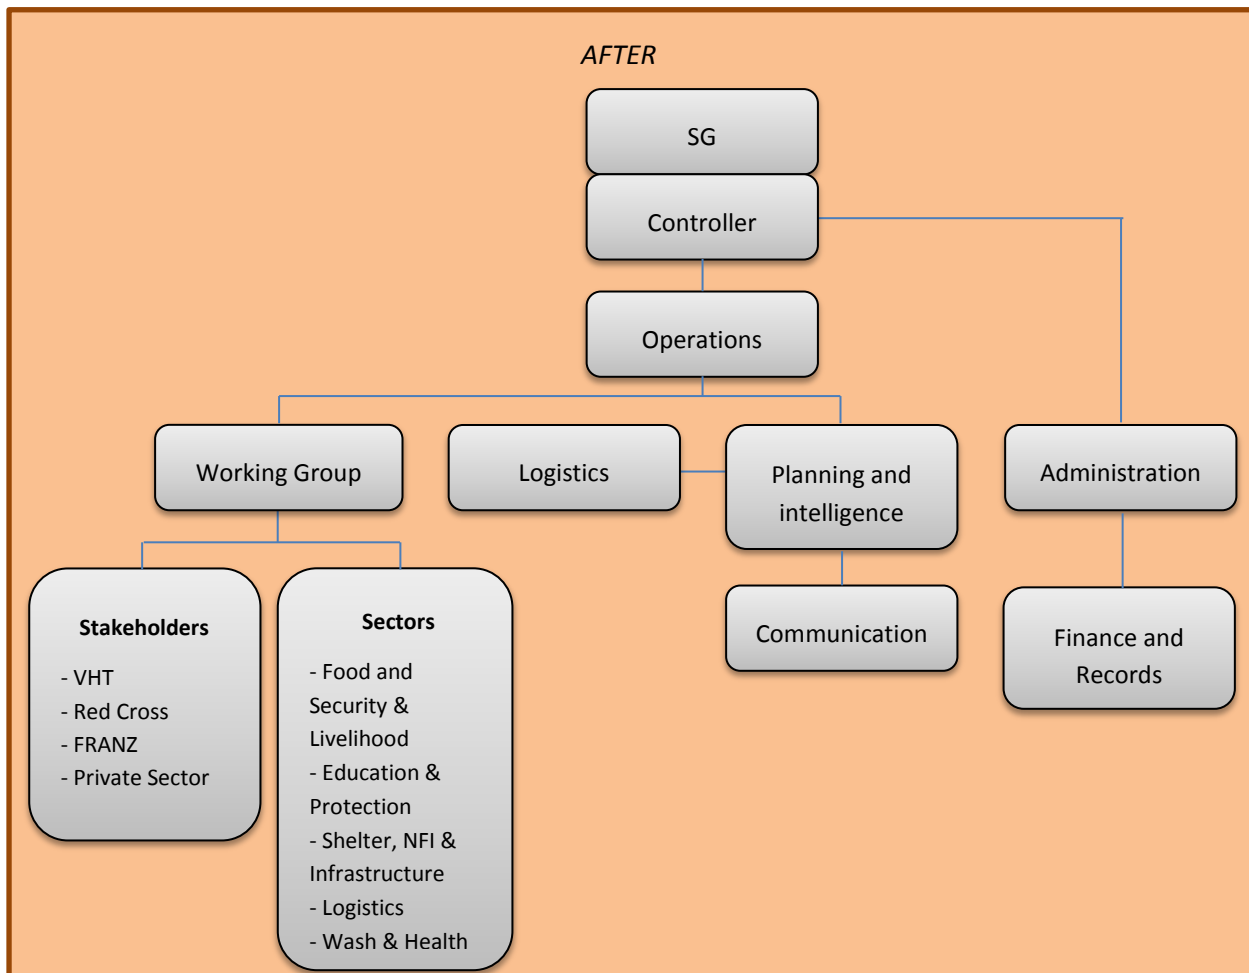 AFTER
SG
Controller
Operations
Working Group
Logistics
Planning and
intelligence
Administration
Stakeholders
- VHT
- Red Cross
- FRANZ
- Private Sector
Sectors
- Food and
Security &
Livelihood
- Education &
Protection
- Shelter, NFI &
Infrastructure
- Logistics
- Wash & Health
Communication
Finance and
Records